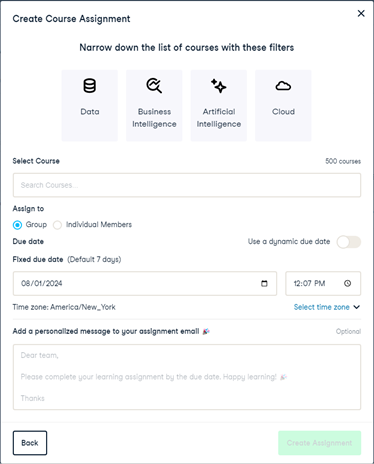 Create Course Assignment
Narrow down the list of courses with these filters
Data
Business Intelligence
Artificial Intelligence
Cloud
Select Course
500 courses
Search Courses...
Assign to
Group
Individual Members
Due date
Use a dynamic due date
Fixed due date (Default 7 days)
08/01/2024
12:07 PM
Time zone: America/New_York
Select time zone
Add a personalized message to your assignment email 🎉
Optional
Dear team,
Please complete your learning assignment by the due date. Happy learning! 🎉
Thanks
Back
Create Assignment